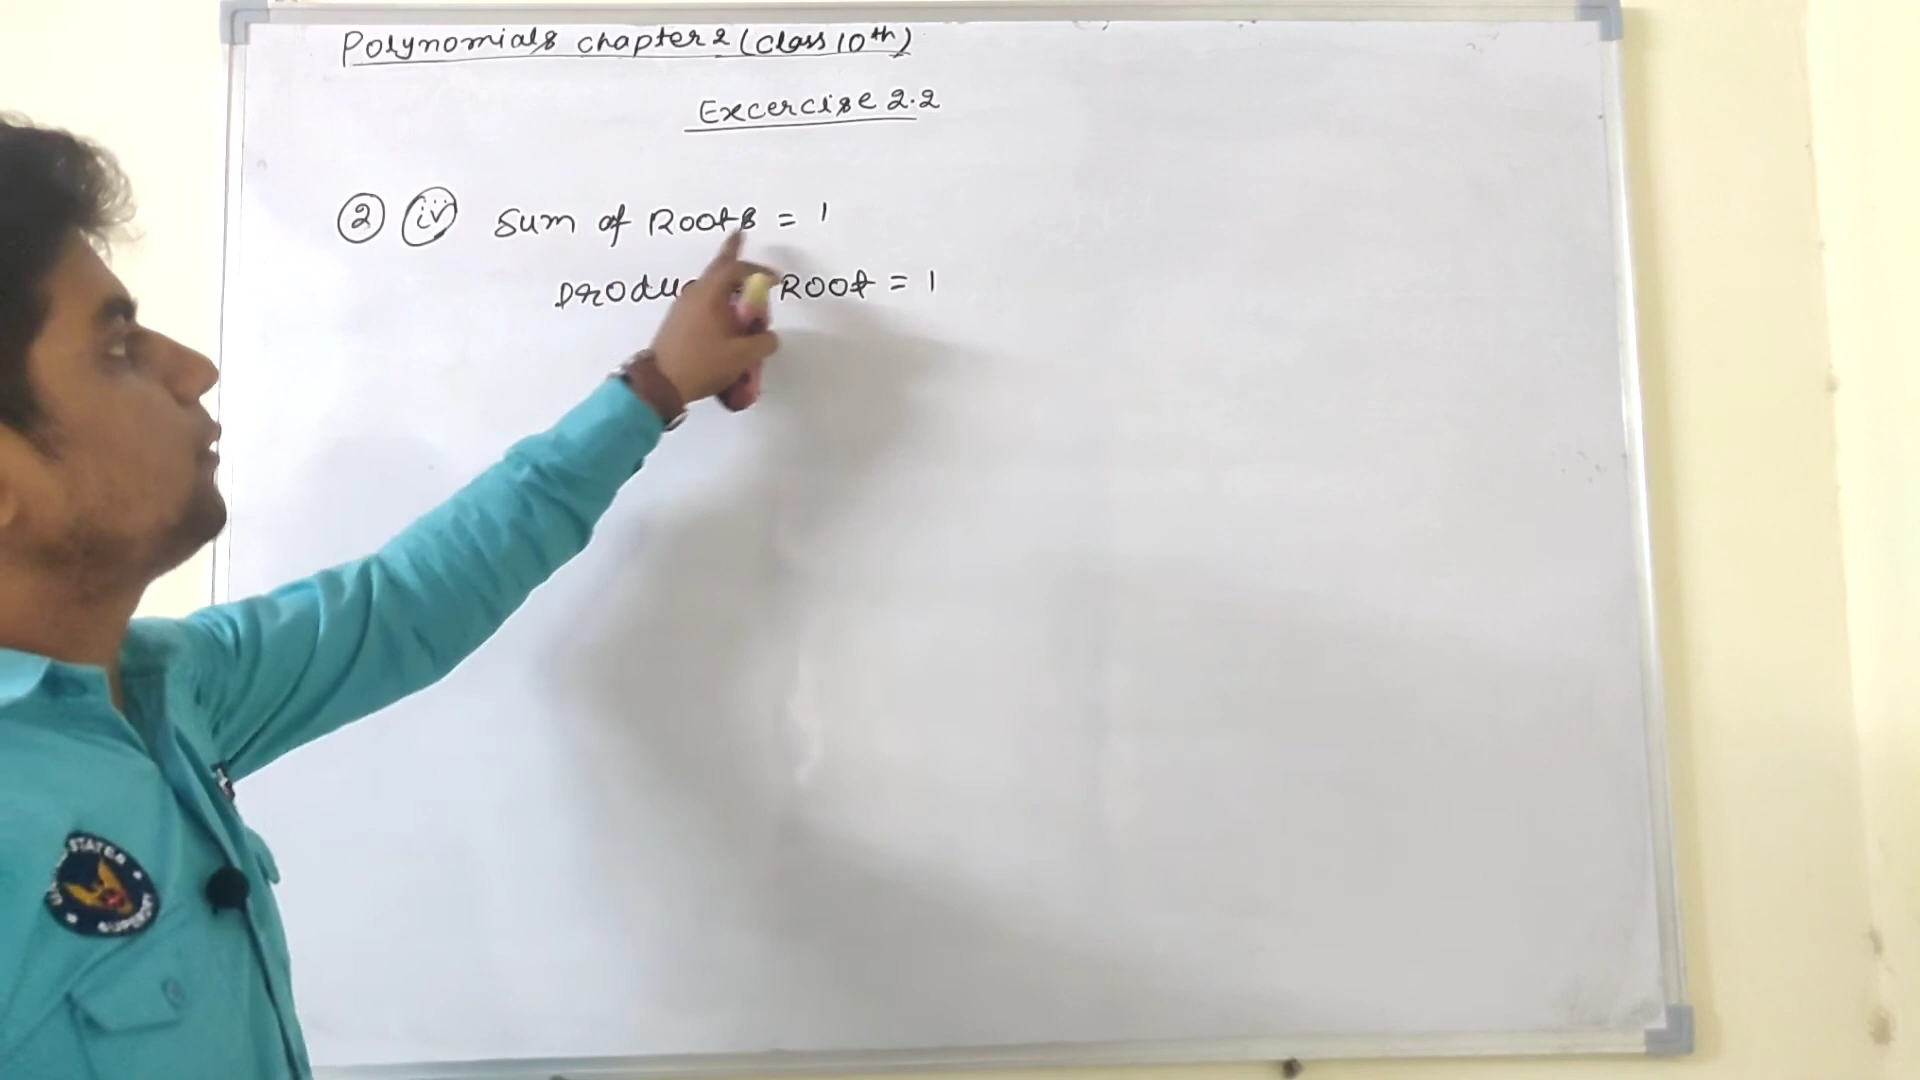 Polynomials chapter 2 (Class 10th)
Excercise 2.2
2 iv Sum of Roots = 1
Root = 1